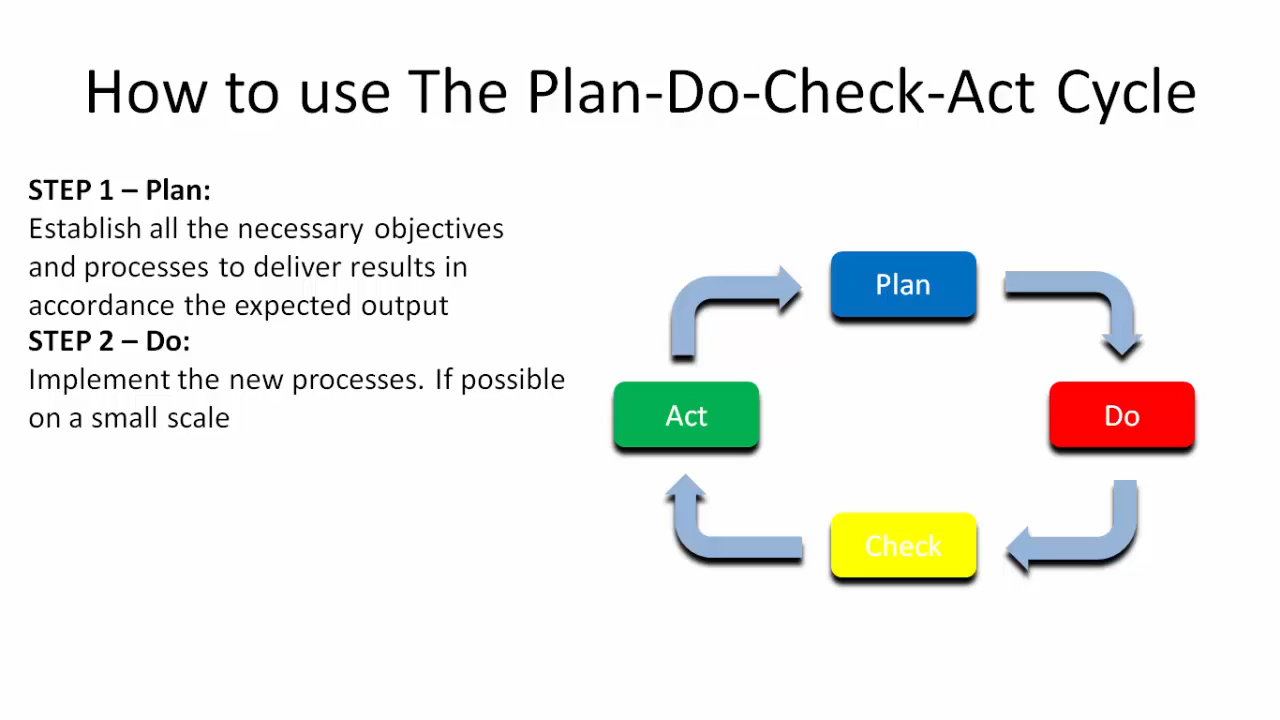 How to use The Plan-Do-Check-Act Cycle
STEP 1 – Plan:
Establish all the necessary objectives
and processes to deliver results in
accordance the expected output
STEP 2 – Do:
Implement the new processes. If possible
on a small scale
Plan
Act
Do
Check